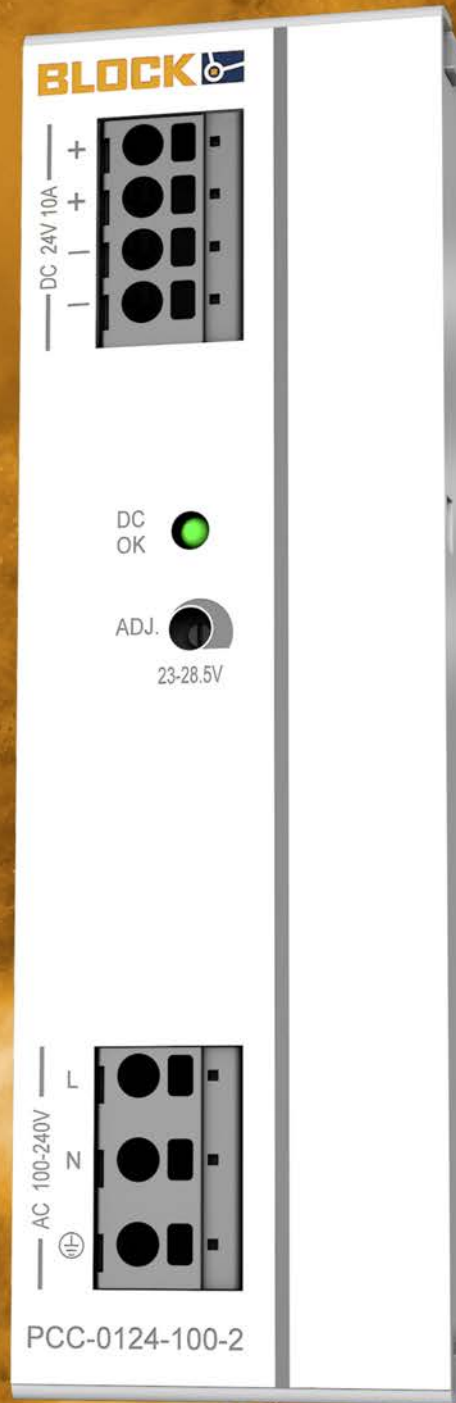 BLOCK
DC 24V 10A
+
+
−
−
DC
OK
ADJ.
23-28.5V
AC 100-240V
L
N
PCC-0124-100-2